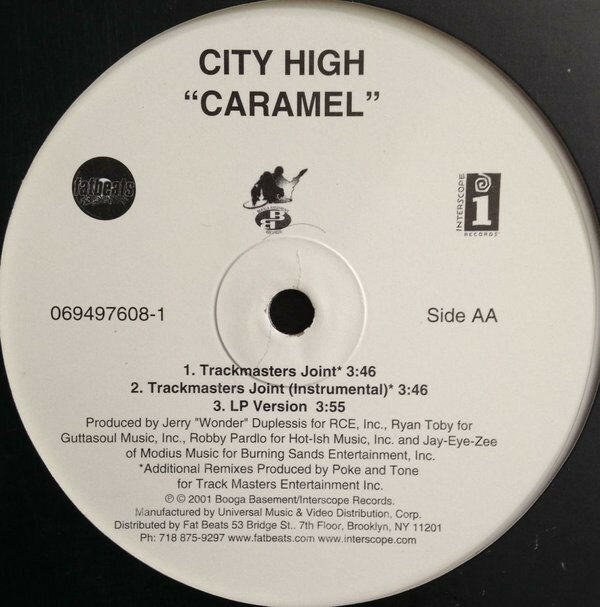 CITY HIGH
“CARAMEL”
fatbeats
INTERSCOPE
RECORDS
069497608-1
Side AA
1. Trackmasters Joint* 3:46
2. Trackmasters Joint (Instrumental)* 3:46
3. LP Version 3:55
Produced by Jerry "Wonder" Duplessis for RCE, Inc., Ryan Toby for
Guttasoul Music, Inc., Robby Pardlo for Hot-Ish Music, Inc. and Jay-Eye-Zee
of Modius Music for Burning Sands Entertainment, Inc.
*Additional Remixes Produced by Poke and Tone
for Track Masters Entertainment Inc.
℗ © 2001 Booga Basement/Interscope Records.
Manufactured by Universal Music & Video Distribution, Corp.
Distributed by Fat Beats 53 Bridge St.. 7th Floor, Brooklyn, NY 11201
Ph: 718 875-9297 www.fatbeats.com www.interscope.com